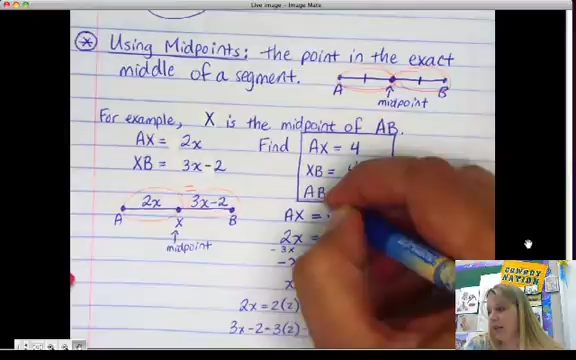 Live Image - Image Mate
* Using Midpoints: the point in the exact
middle of a segment.
A B
midpoint
For example, X is the midpoint of AB.
AX = 2x Find AX = 4
XB = 3x-2 XB =
AB
2x 3x-2
A X B
midpoint
AX =
2x =
-3x
2x=2(2)
3x-2=3(2)
COWBOY
NATION